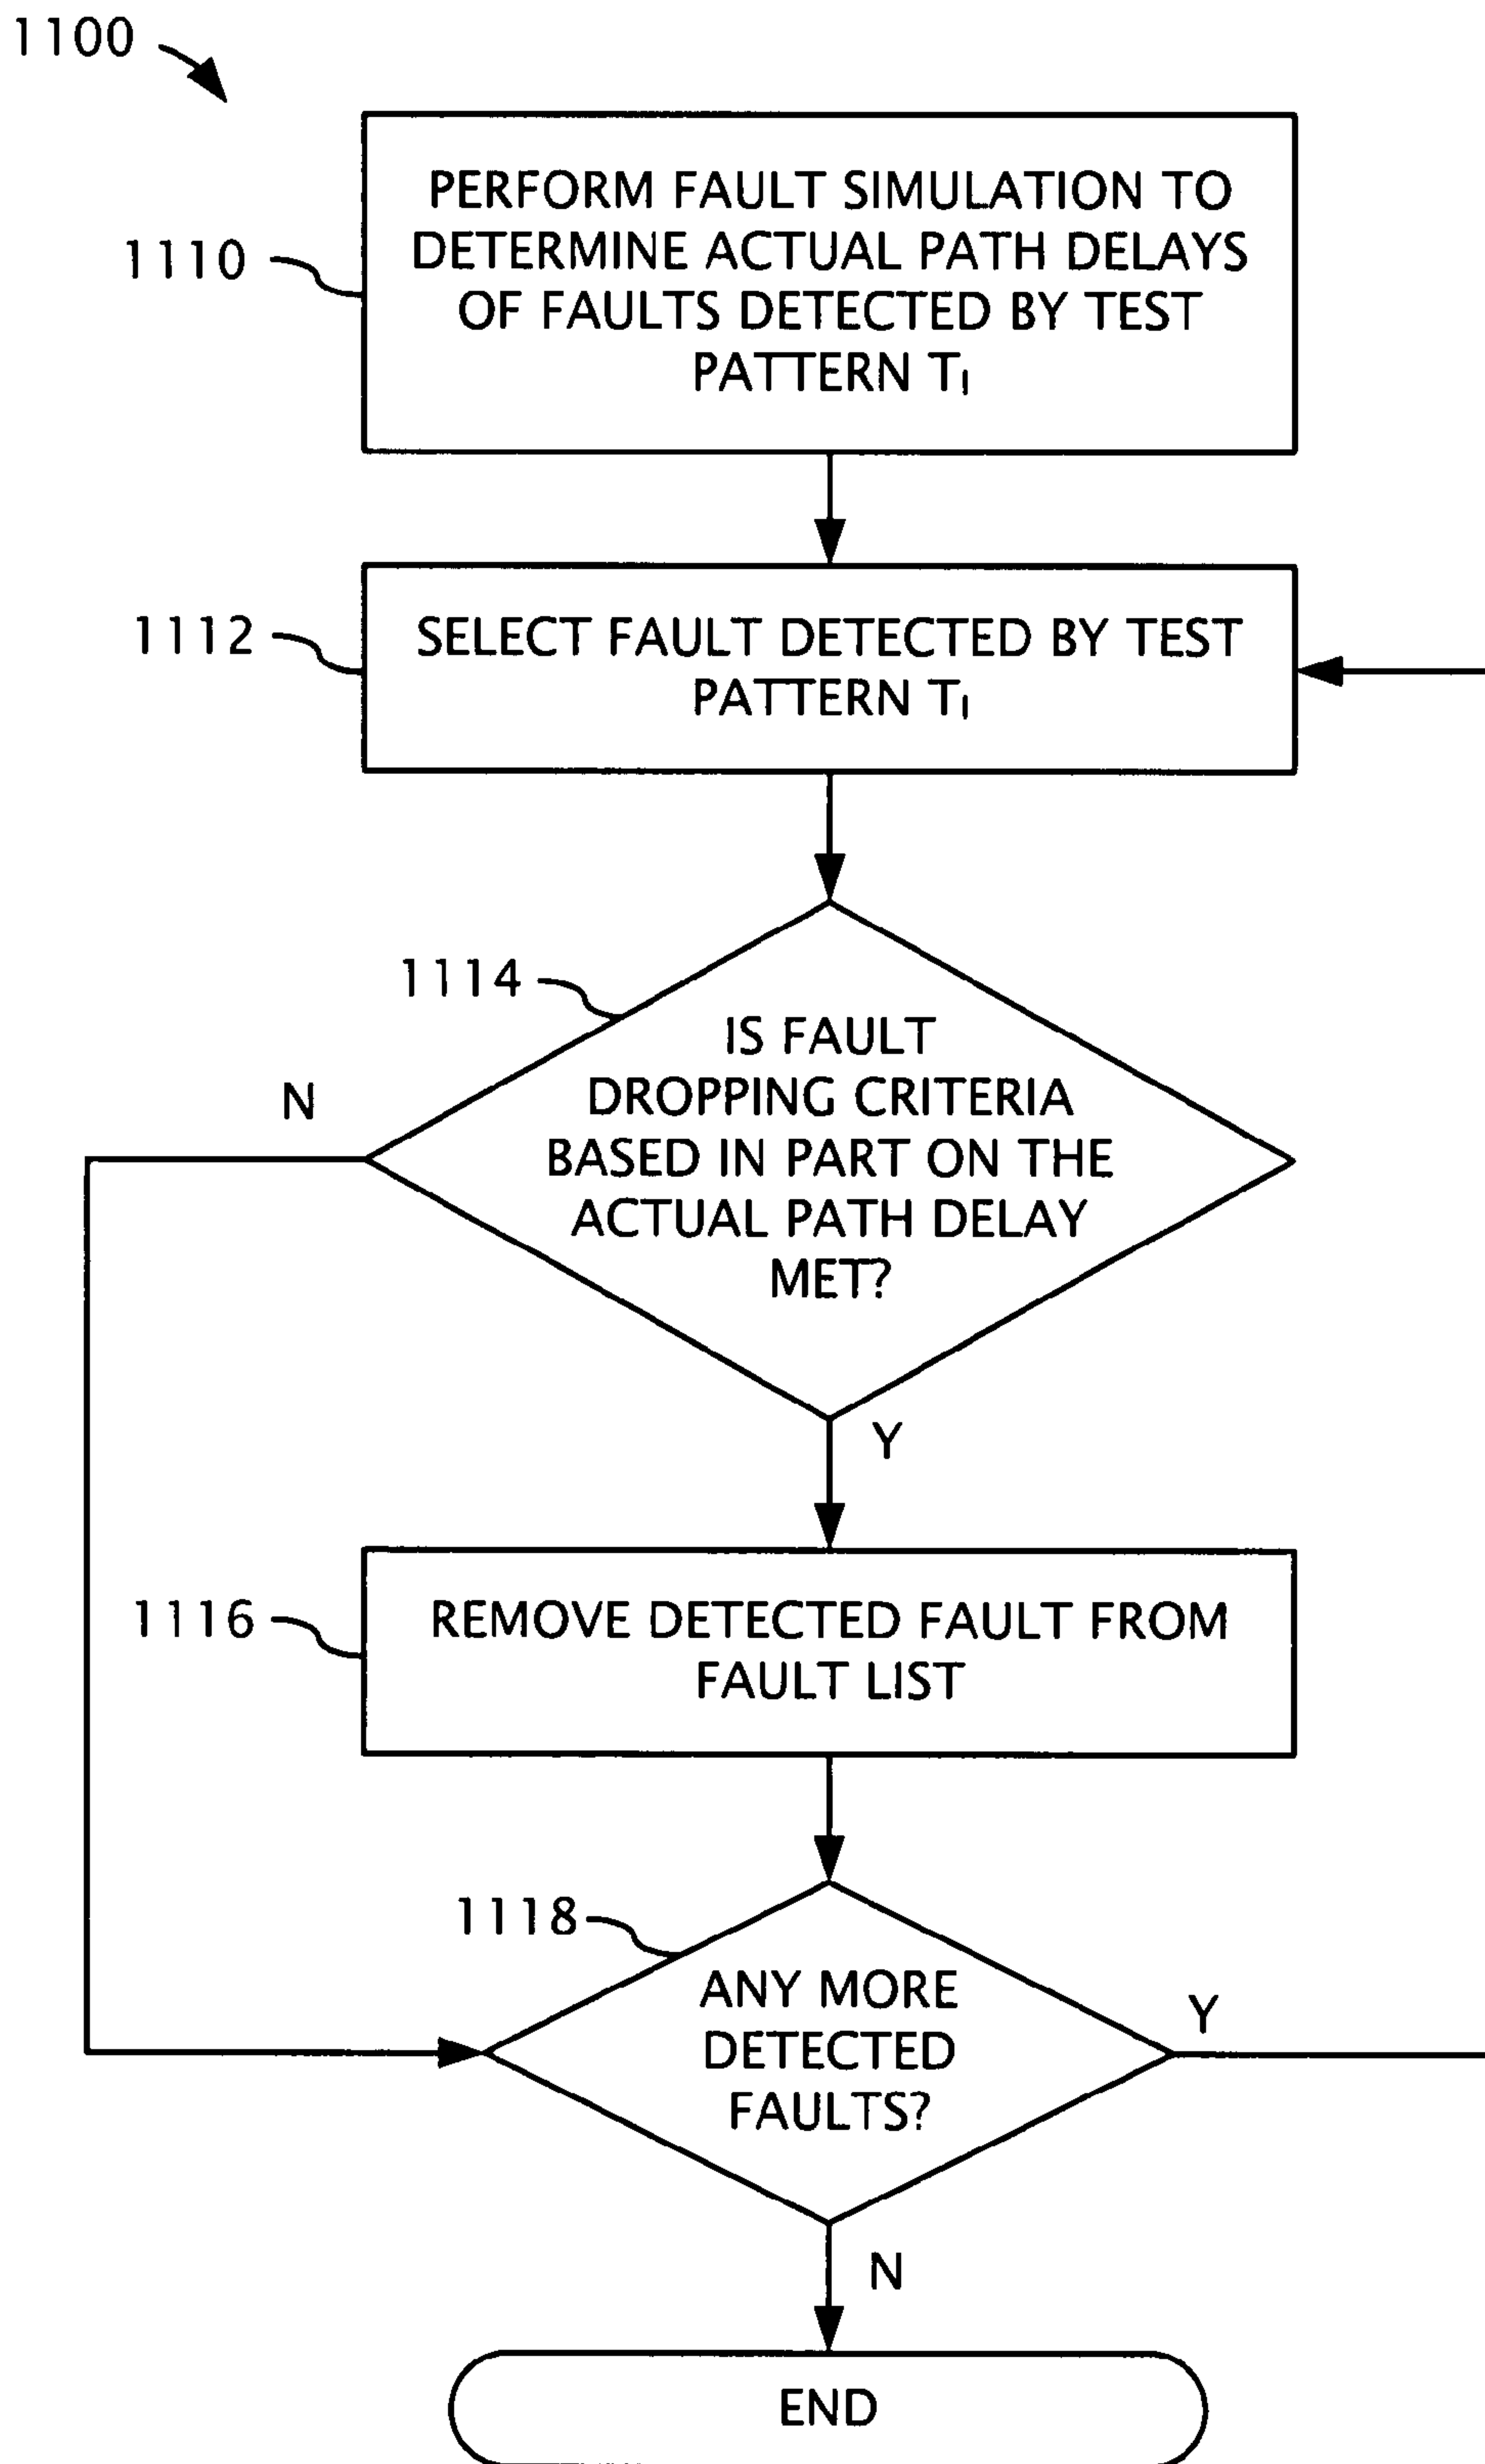 1100
PERFORM FAULT SIMULATION TO
DETERMINE ACTUAL PATH DELAYS
OF FAULTS DETECTED BY TEST
PATTERN TI
1110
SELECT FAULT DETECTED BY TEST
PATTERN TI
1112
1114
IS FAULT
DROPPING CRITERIA
BASED IN PART ON THE
ACTUAL PATH DELAY
MET?
N
Y
REMOVE DETECTED FAULT FROM
FAULT LIST
1116
1118
ANY MORE
DETECTED
FAULTS?
Y
N
END